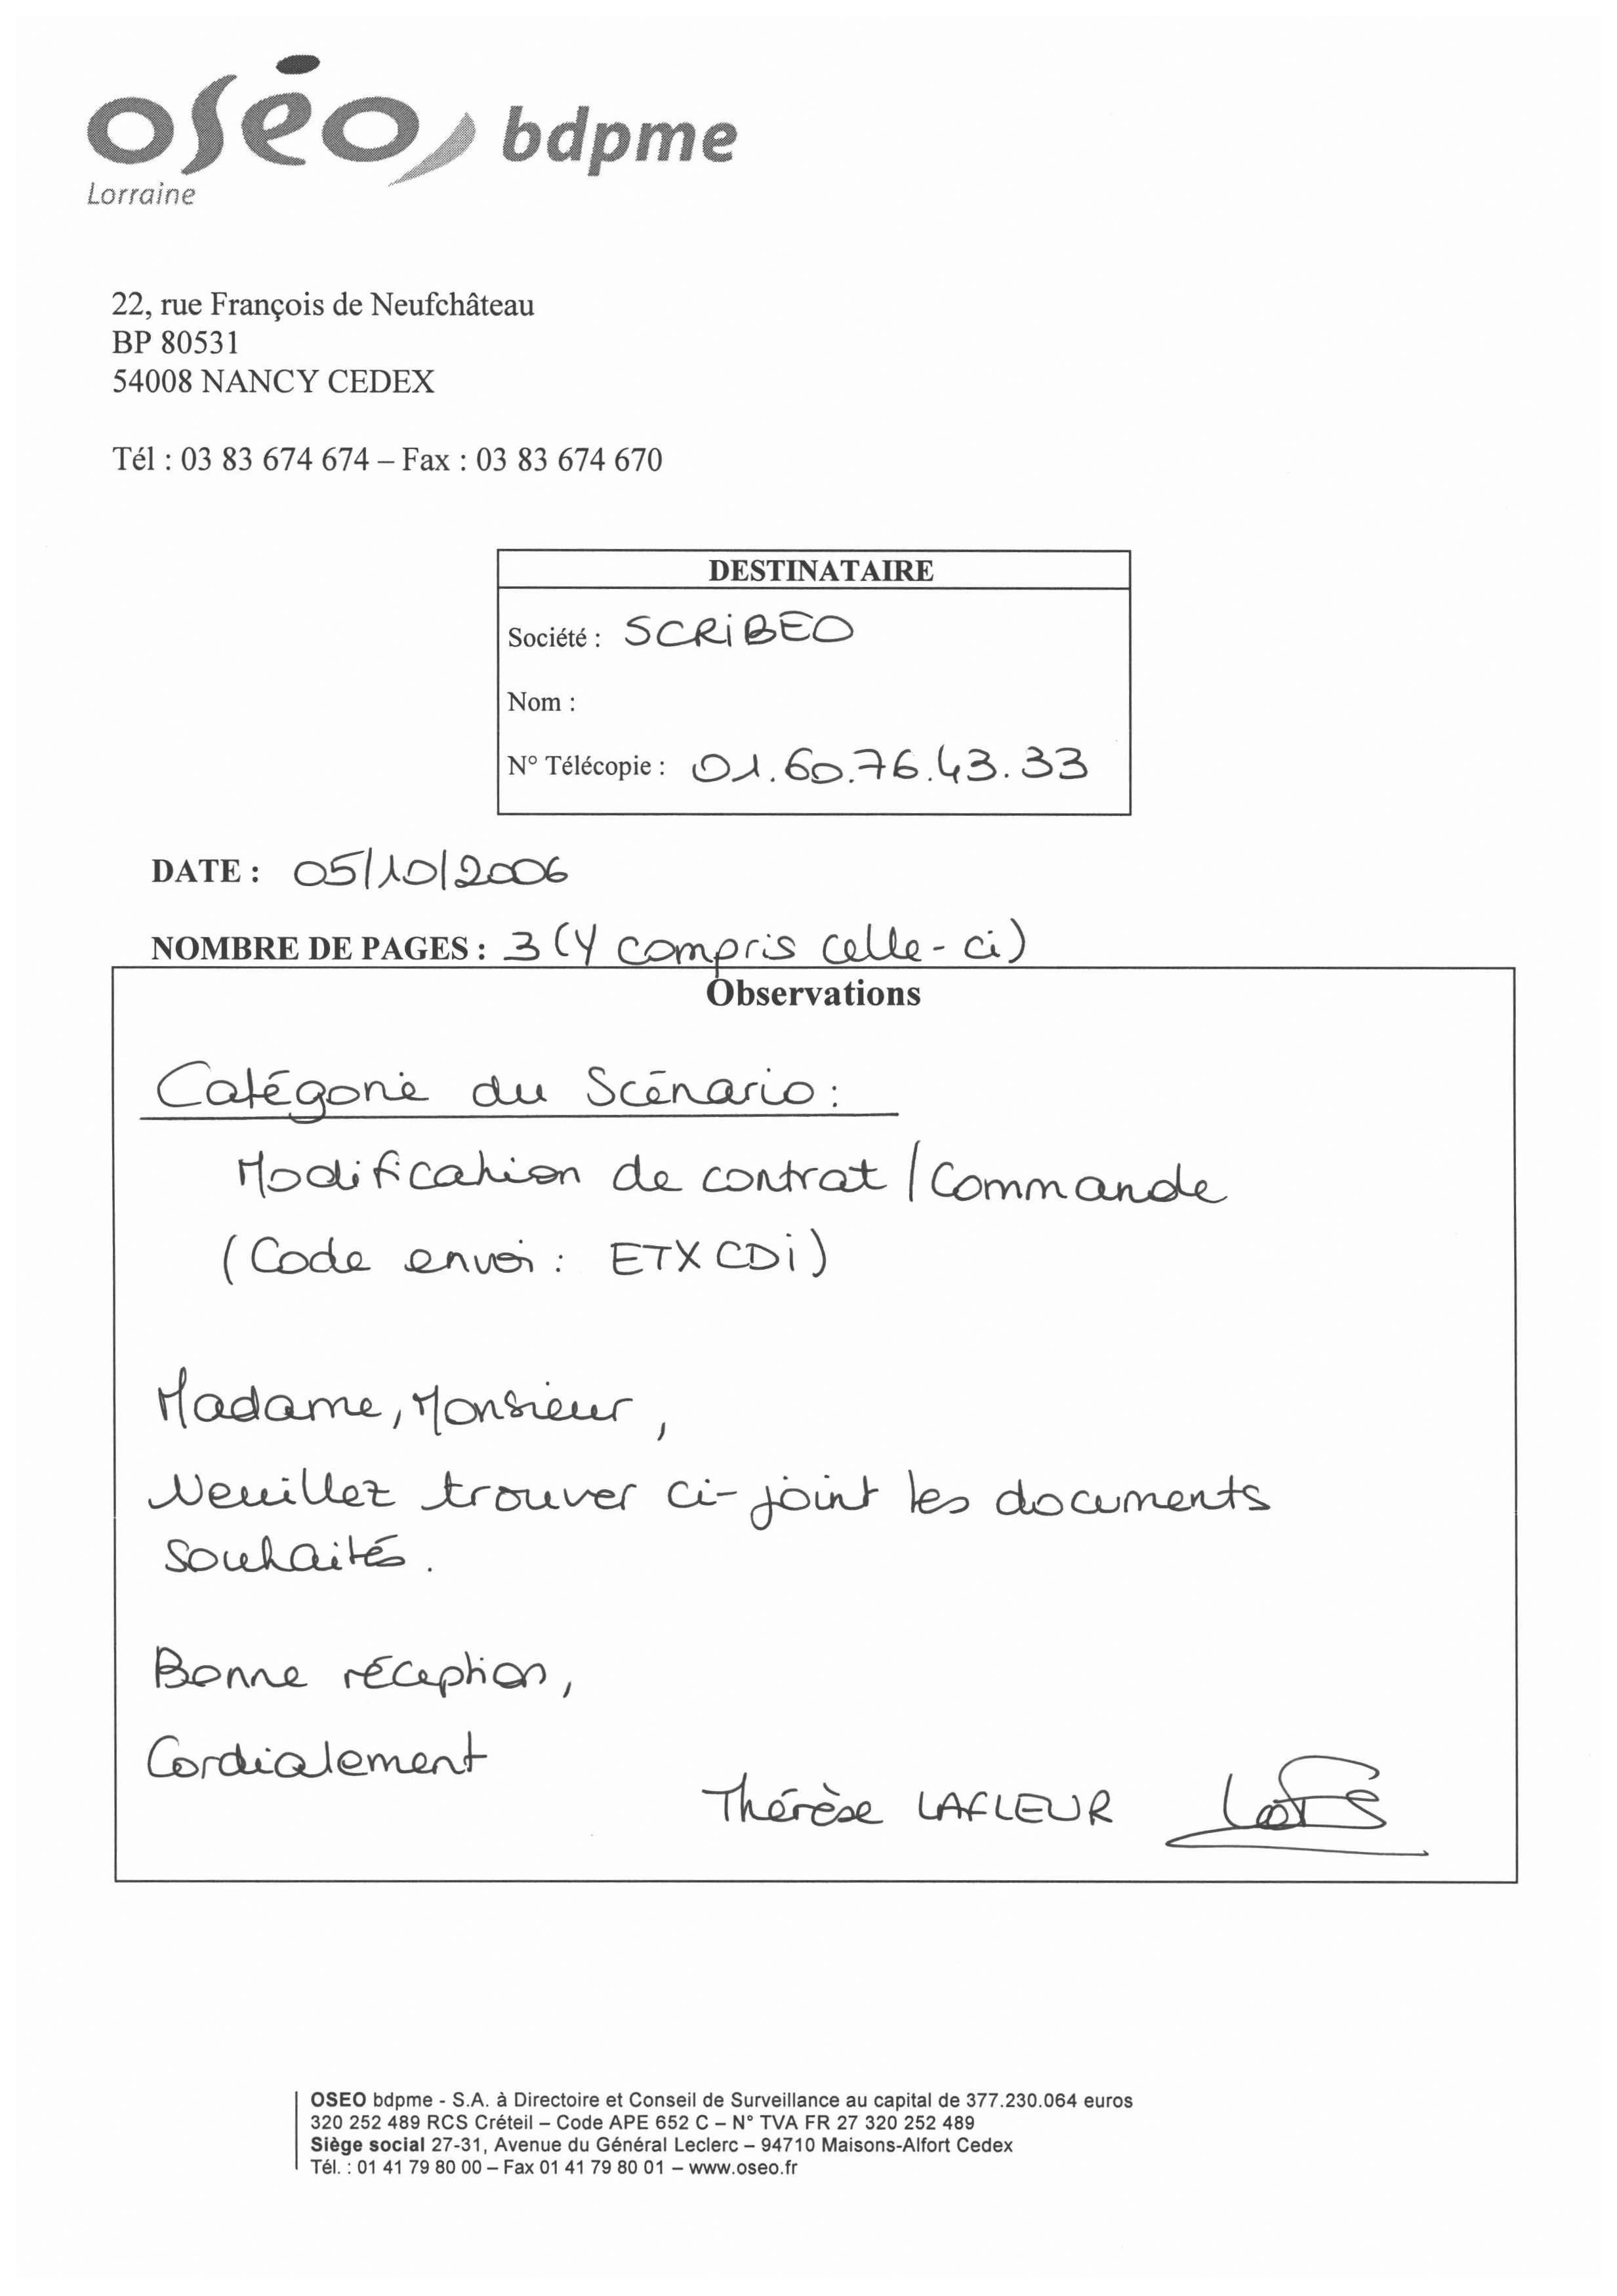 oséo bdpme
Lorraine
22, rue François de Neufchâteau
BP 80531
54008 NANCY CEDEX
Tél : 03 83 674 674 – Fax : 03 83 674 670
DESTINATAIRE
Société : SCRIBEO
Nom :
N° Télécopie : 01.60.76.43.33
DATE : 05/10/2006
NOMBRE DE PAGES : 3 (Y compris celle-ci)
Observations
Catégorie du Scénario :
Modification de contrat / Commande
(Code envoi : ETXCDi)
Madame, Monsieur,
Veuillez trouver ci-joint les documents
souhaités.
Bonne réception,
Cordialement
Thérèse LAFLEUR
OSEO bdpme - S.A. à Directoire et Conseil de Surveillance au capital de 377.230.064 euros
320 252 489 RCS Créteil – Code APE 652 C – N° TVA FR 27 320 252 489
Siège social 27-31, Avenue du Général Leclerc – 94710 Maisons-Alfort Cedex
Tél. : 01 41 79 80 00 – Fax 01 41 79 80 01 – www.oseo.fr